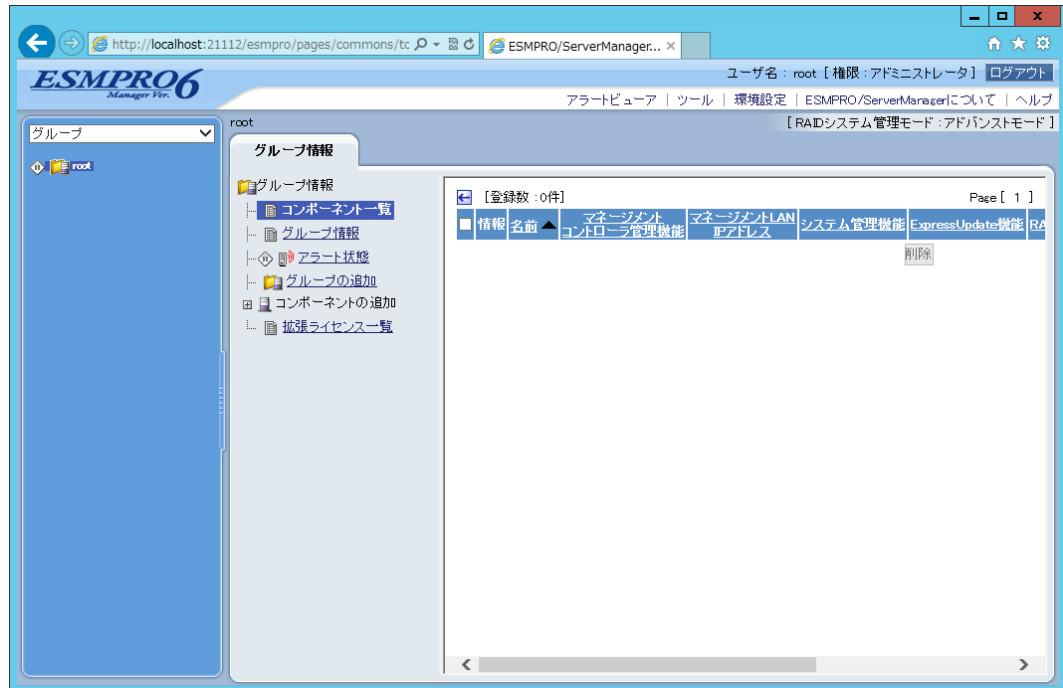 http://localhost:21112/esmpro/pages/commons/tc
ESMPRO/ServerManager... ×
ESMPRO6
Manager Ver.
ユーザ名 : root [ 権限 : アドミニストレータ ] ログアウト
アラートビューア | ツール | 環境設定 | ESMPRO/ServerManagerについて | ヘルプ
グループ
root
root
[ RAIDシステム管理モード : アドバンストモード ]
グループ情報
グループ情報
コンポーネント一覧
グループ情報
アラート状態
グループの追加
コンポーネントの追加
拡張ライセンス一覧
[登録数 : 0件]
Page [ 1 ]
情報 名前▲ マネージメントコントローラ管理機能 マネージメントLAN IPアドレス システム管理機能 ExpressUpdate機能 RA
削除